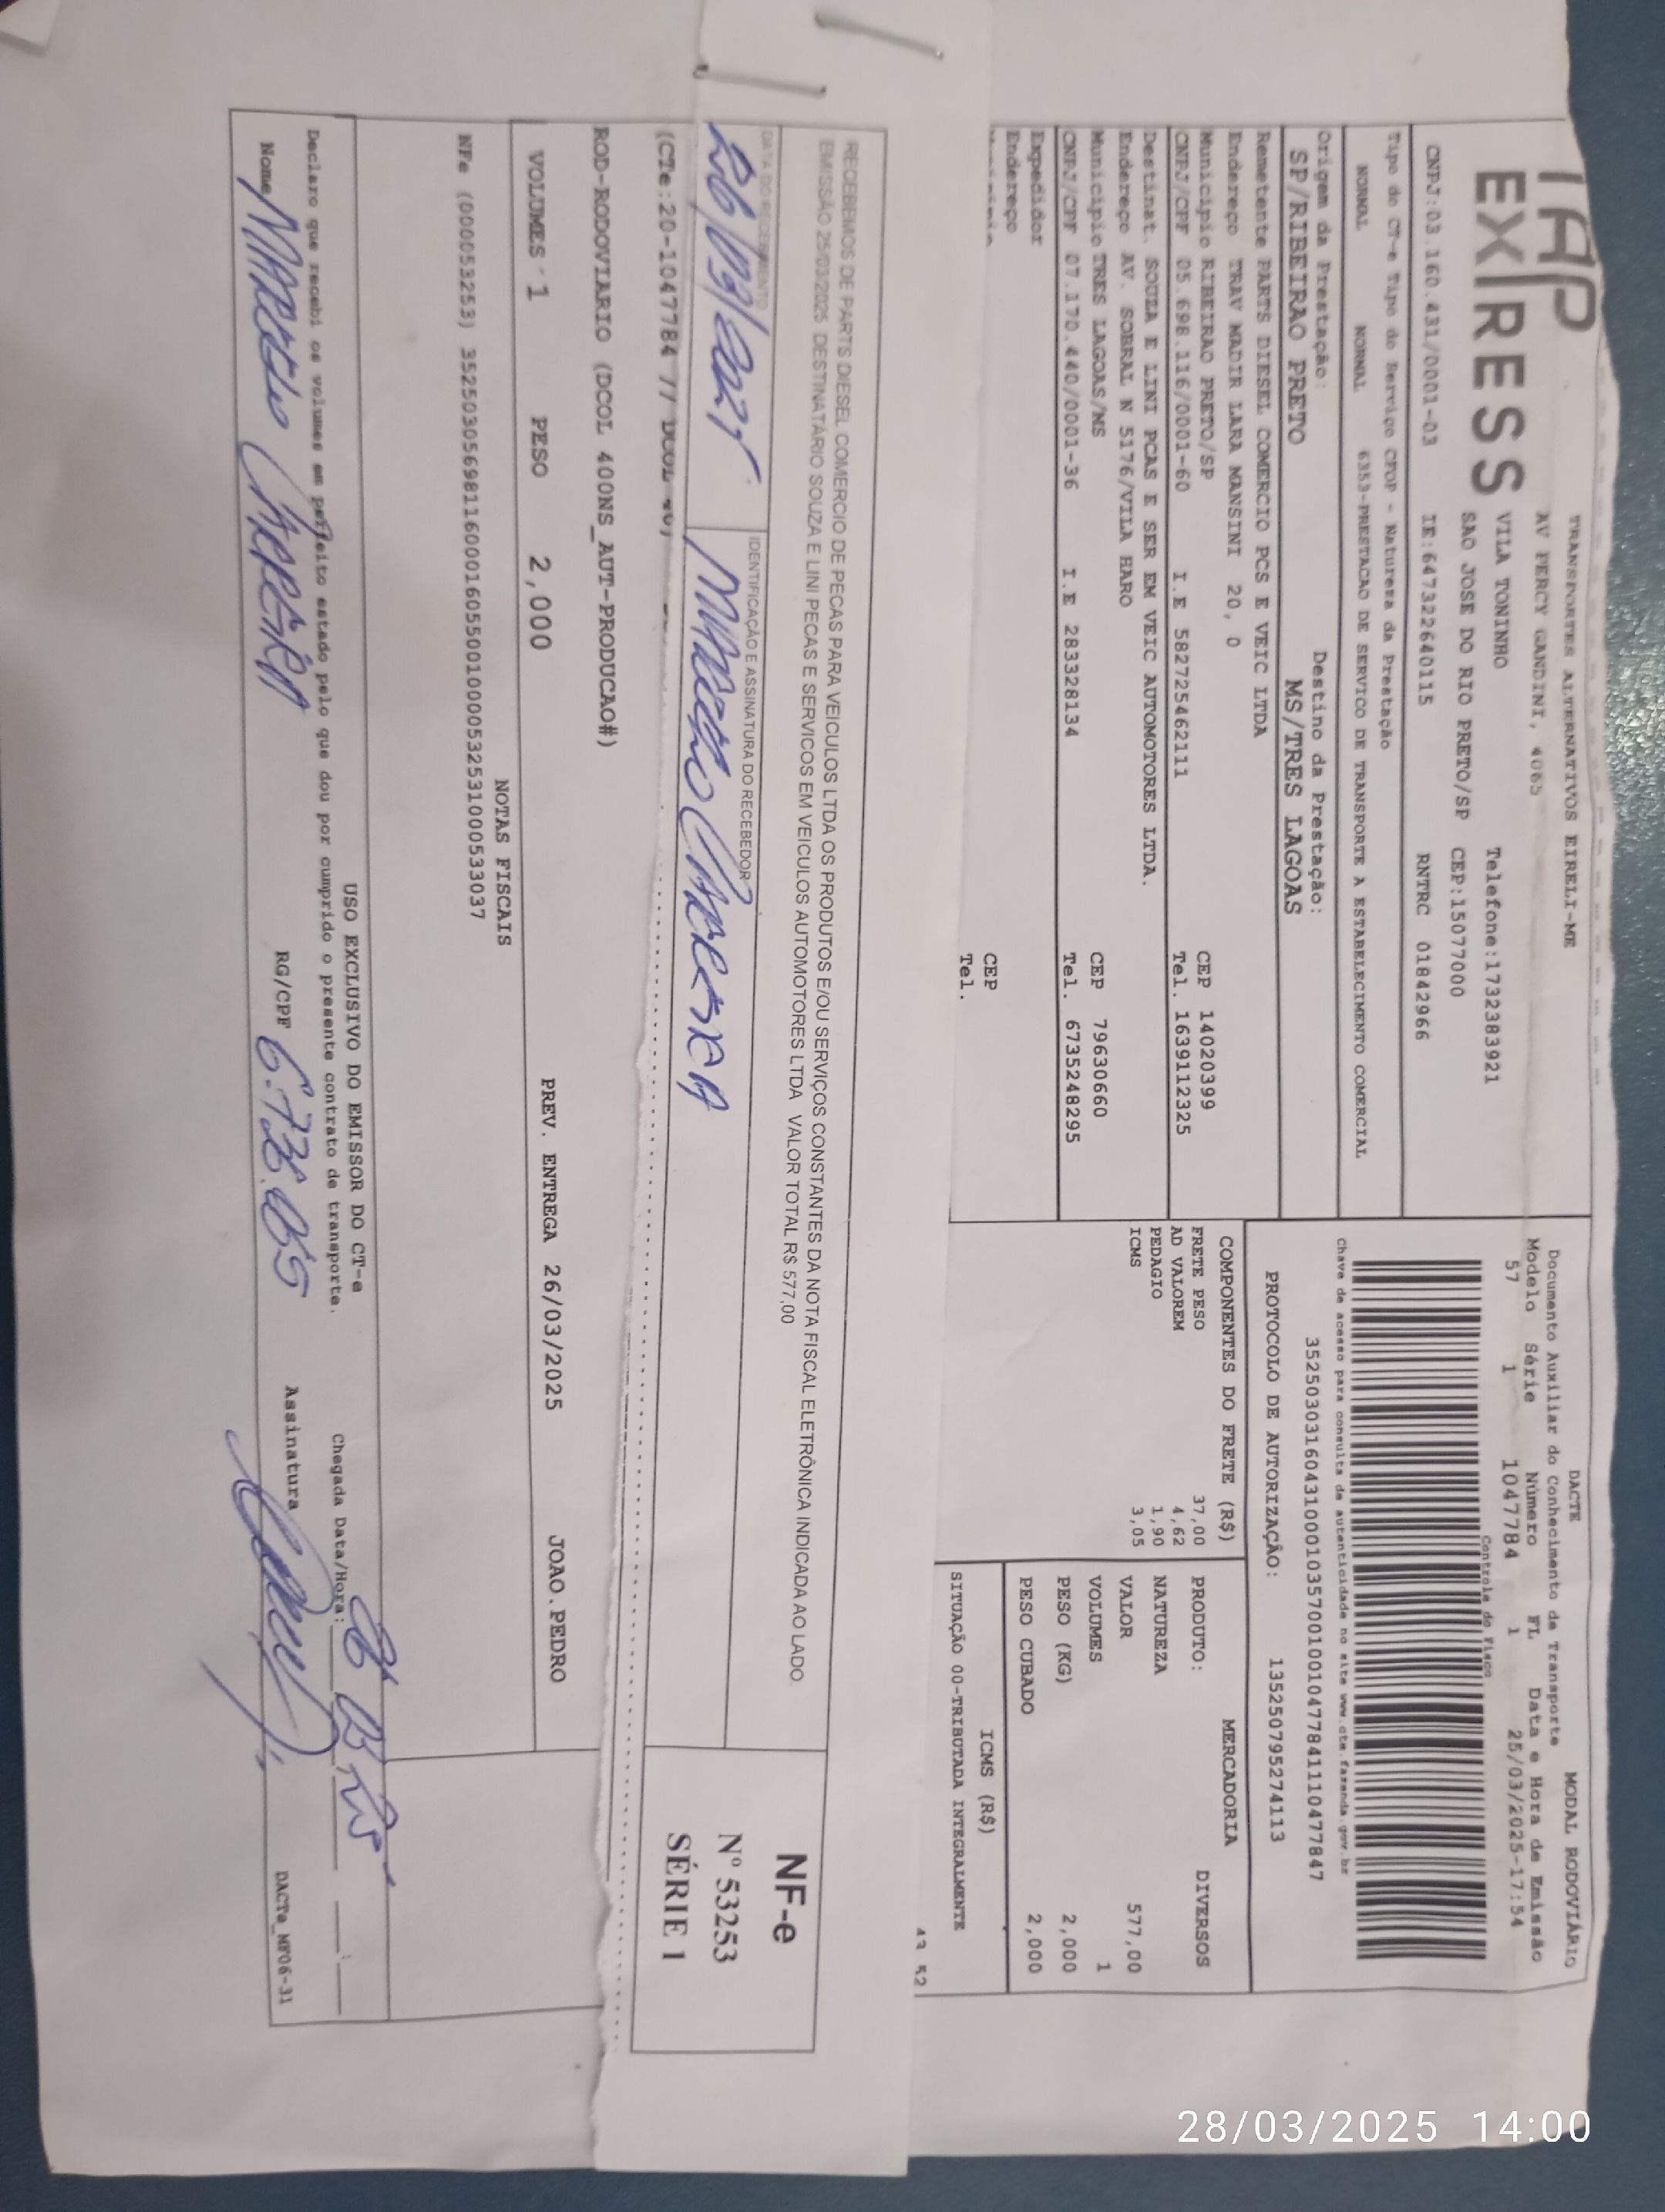 TAP
EX/RESS
TRANSPORTES ALTERNATIVOS EIRELI-ME
AV PERCY GANDINI, 4065
VILA TONINHO Telefone:1732383921
SAO JOSE DO RIO PRETO/SP CEP:15077000
CNPJ:03.160.431/0001-03 IE:647322640115 RNTRC 01842966
Tipo do CT-e Tipo do Serviço CFOP - Natureza da Prestação
NORMAL NORMAL 6353-PRESTACAO DE SERVICO DE TRANSPORTE A ESTABELECIMENTO COMERCIAL
Origem da Prestação: Destino da Prestação:
SP/RIBEIRAO PRETO MS/TRES LAGOAS
DACTE MODAL RODOVIÁRIO
Documento Auxiliar do Conhecimento de Transporte
Modelo Série Número FL Data e Hora de Emissão
57 1 1047784 1 25/03/2025-17:54
Controle do Fisco
Chave de acesso para consulta de autenticidade no site www.cte.fazenda.gov.br
35250303160431000103570010010477841110477847
PROTOCOLO DE AUTORIZAÇÃO: 135250795274113
Remetente PARTS DIESEL COMERCIO PCS E VEIC LTDA
Endereço TRAV MADIR LARA MANSINI 20, 0
Municipio RIBEIRAO PRETO/SP CEP 14020399
CNPJ/CPF 05.698.116/0001-60 I.E 582725462111 Tel. 1639112325
Destinat. SOUZA E LINI PCAS E SER EM VEIC AUTOMOTORES LTDA.
Endereço AV. SOBRAL N 5176/VILA HARO
Municipio TRES LAGOAS/MS CEP 79630660
CNPJ/CPF 07.170.440/0001-36 I.E 283328134 Tel. 6735248295
Expedidor
Endereço
CEP
Tel.
COMPONENTES DO FRETE (R$)
FRETE PESO 37,00
AD VALOREM 4,62
PEDAGIO 1,90
ICMS 3,05
MERCADORIA
PRODUTO: DIVERSOS
NATUREZA
VALOR 577,00
VOLUMES 1
PESO (KG) 2,000
PESO CUBADO 2,000
ICMS (R$)
SITUAÇÃO 00-TRIBUTADA INTEGRALMENTE
RECEBEMOS DE PARTS DIESEL COMERCIO DE PECAS PARA VEICULOS LTDA OS PRODUTOS E/OU SERVIÇOS CONSTANTES DA NOTA FISCAL ELETRÔNICA INDICADA AO LADO.
EMISSÃO 25/03/2025 DESTINATÁRIO SOUZA E LINI PECAS E SERVICOS EM VEICULOS AUTOMOTORES LTDA VALOR TOTAL R$ 577,00
DATA DO RECEBIMENTO IDENTIFICAÇÃO E ASSINATURA DO RECEBEDOR
26/03/2025
NF-e
Nº 53253
SÉRIE 1
(CTe:20-1047784 //
ROD-RODOVIARIO (DCOL 400NS_AUT-PRODUCAO#)
VOLUMES 1 PESO 2,000 PREV. ENTREGA 26/03/2025 JOAO.PEDRO
NOTAS FISCAIS
NFe (000053253) 35250305698116000160550010000532531000533037
USO EXCLUSIVO DO EMISSOR DO CT-e
Declaro que recebi os volumes em perfeito estado pelo que dou por cumprido o presente contrato de transporte.
Chegada Data/Hora:
Nome RG/CPF Assinatura
DACTe_MF06-31
28/03/2025 14:00